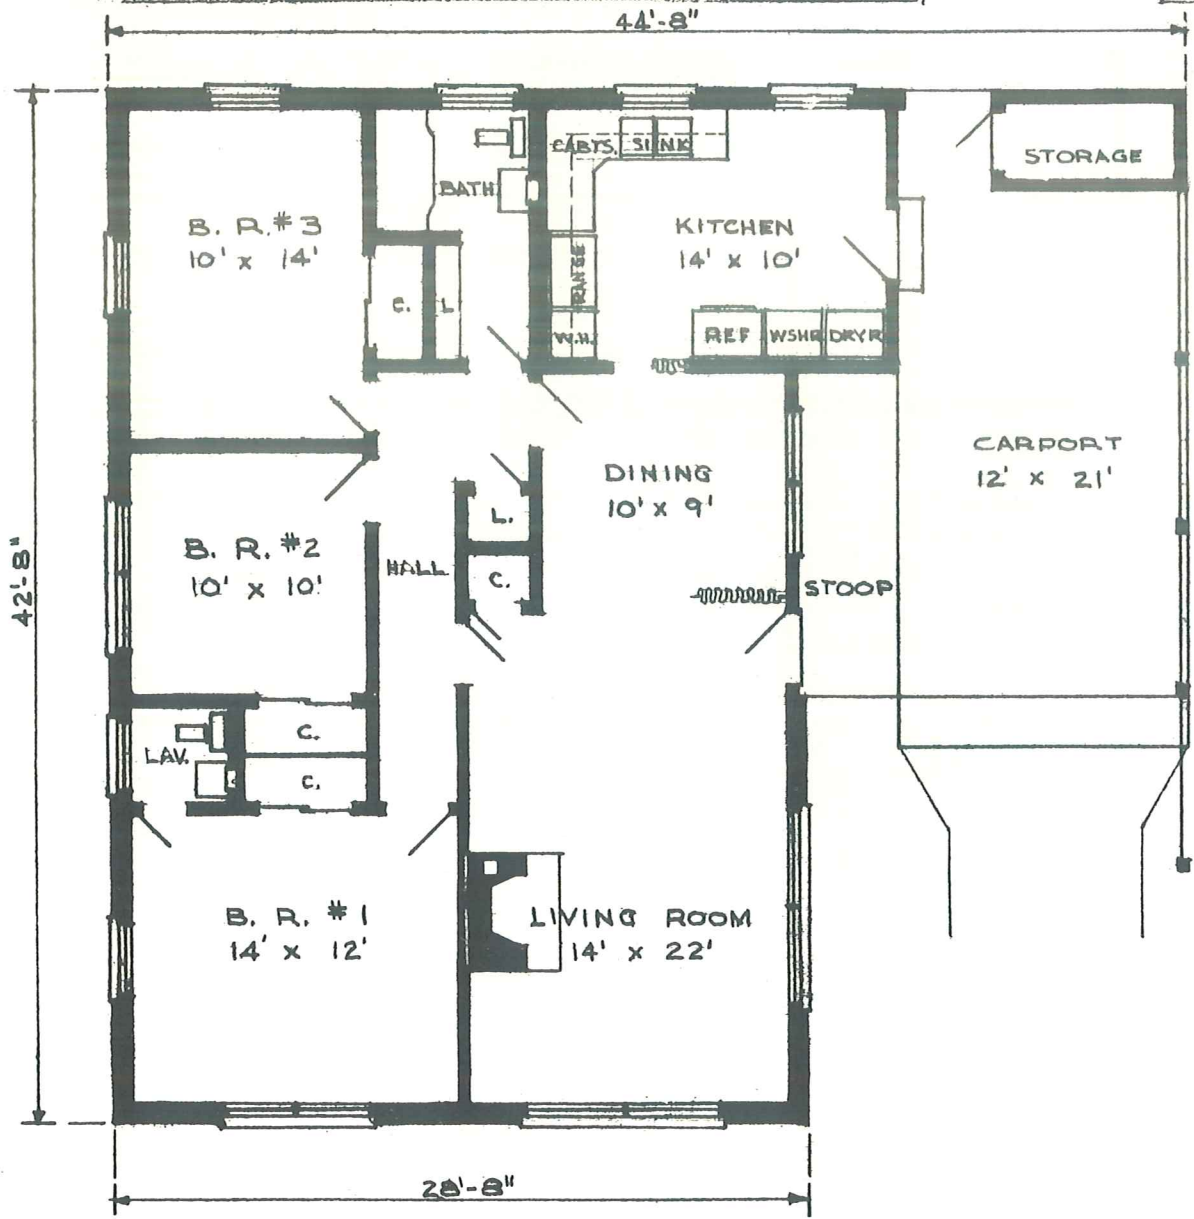 44'-8"
STORAGE
CABTS. SINK
BATH
B. R. #3
10' x 14'
KITCHEN
14' x 10'
RANGE
C.
L
W.H.
REF
WSHR
DRYR
CARPORT
12' x 21'
DINING
10' x 9'
L.
B. R. #2
10' x 10'
HALL
C.
STOOP
42'-8"
C.
LAV.
C.
B. R. #1
14' x 12'
LIVING ROOM
14' x 22'
28'-8"